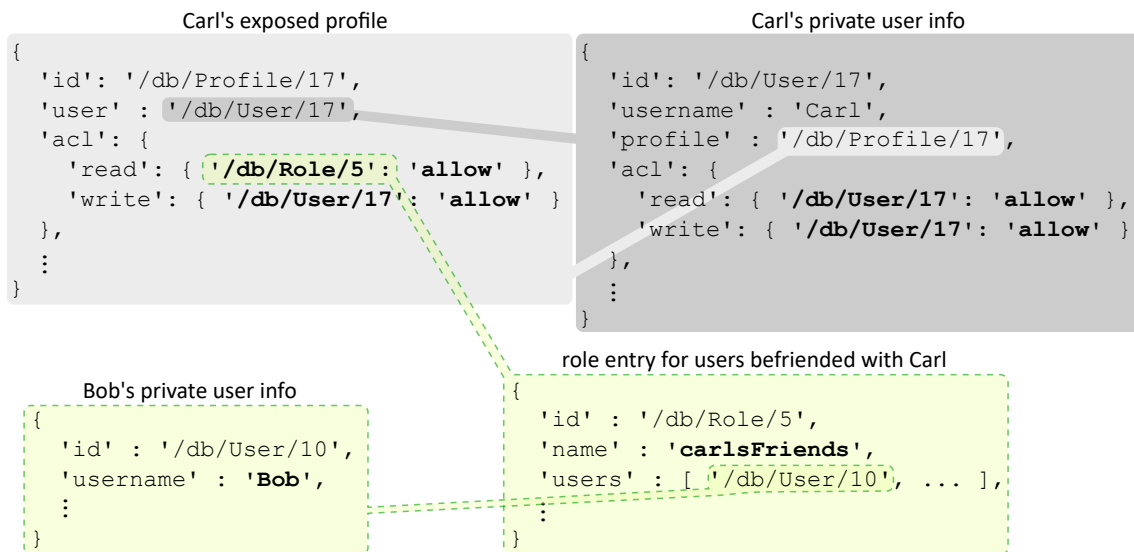 Carl's exposed profile
{
'id': '/db/Profile/17',
'user' : '/db/User/17',
'acl': {
'read': { '/db/Role/5': 'allow' },
'write': { '/db/User/17': 'allow' }
},
⋮
}
Carl's private user info
{
'id': '/db/User/17',
'username' : 'Carl',
'profile' : '/db/Profile/17',
'acl': {
'read': { '/db/User/17': 'allow' },
'write': { '/db/User/17': 'allow' }
},
⋮
}
Bob's private user info
{
'id' : '/db/User/10',
'username' : 'Bob',
⋮
}
role entry for users befriended with Carl
{
'id' : '/db/Role/5',
'name' : 'carlsFriends',
'users' : [ '/db/User/10', ... ],
⋮
}